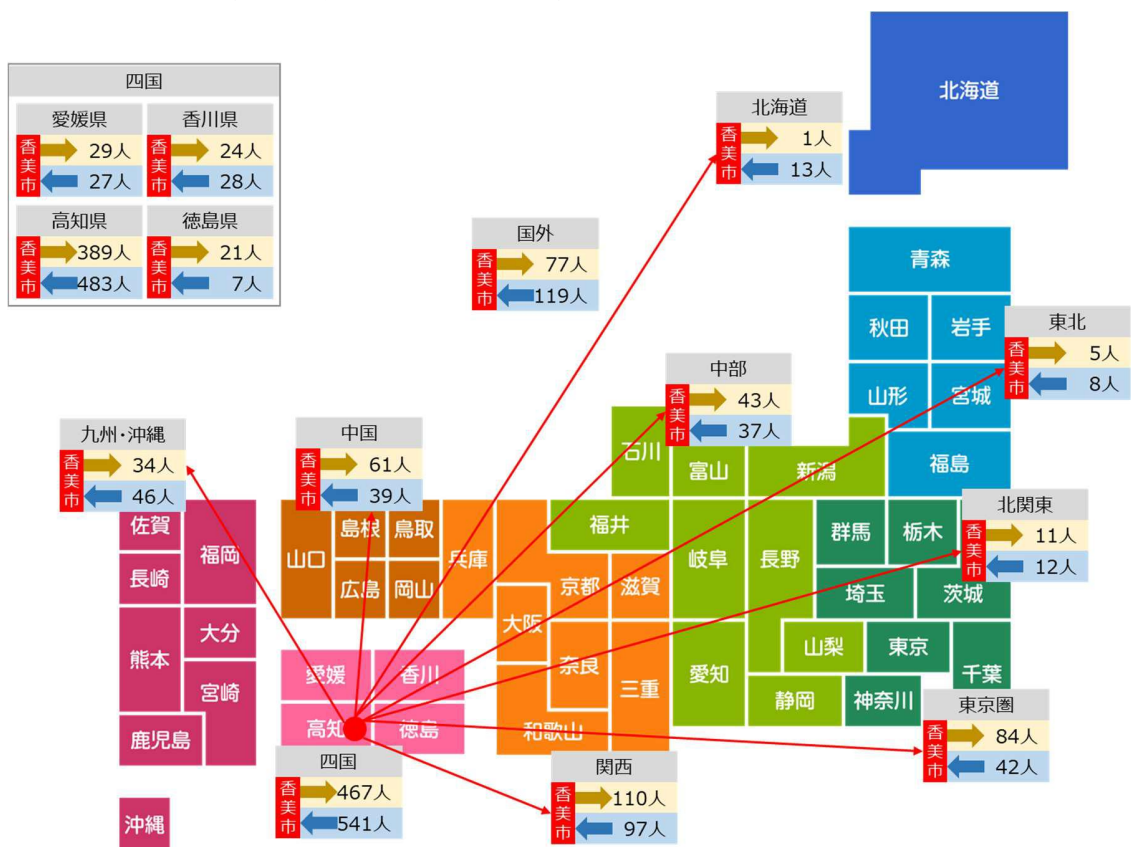 四国
愛媛県
香美市
29人
27人
香川県
香美市
24人
28人
高知県
香美市
389人
483人
徳島県
香美市
21人
7人
北海道
香美市
1人
13人
北海道
国外
香美市
77人
119人
青森
秋田
岩手
山形
宮城
福島
東北
香美市
5人
8人
中部
香美市
43人
37人
九州・沖縄
香美市
34人
46人
中国
香美市
61人
39人
北関東
香美市
11人
12人
石川
富山
新潟
福井
岐阜
長野
群馬
栃木
埼玉
茨城
佐賀
福岡
長崎
大分
熊本
宮崎
鹿児島
沖縄
山口
島根
鳥取
広島
岡山
兵庫
京都
滋賀
大阪
奈良
三重
和歌山
愛知
山梨
静岡
東京
神奈川
千葉
愛媛
香川
高知
徳島
東京圏
香美市
84人
42人
四国
香美市
467人
541人
関西
香美市
110人
97人